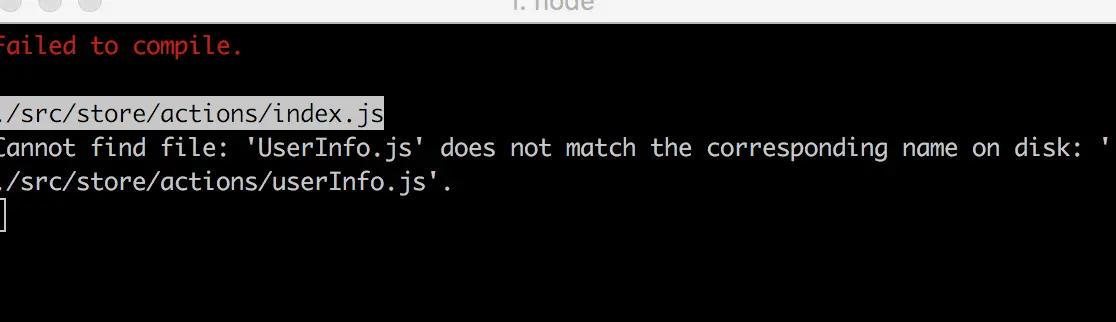 1. node
Failed to compile.
./src/store/actions/index.js
Cannot find file: 'UserInfo.js' does not match the corresponding name on disk: '
./src/store/actions/userInfo.js'.